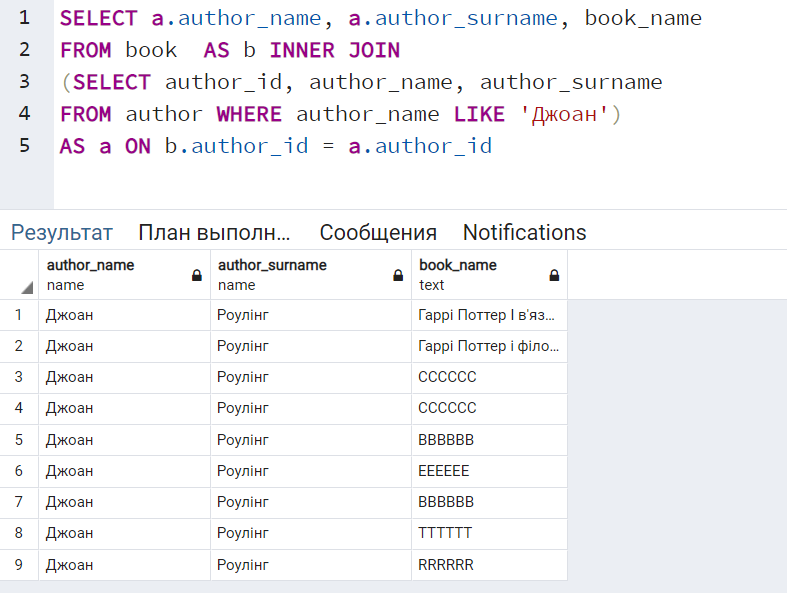 1 SELECT a.author_name, a.author_surname, book_name
2 FROM book  AS b INNER JOIN
3 (SELECT author_id, author_name, author_surname
4 FROM author WHERE author_name LIKE 'Джоан')
5 AS a ON b.author_id = a.author_id
Результат План выполн... Сообщения Notifications
author_name author_surname book_name
name name text
1 Джоан Роулінг Гаррі Поттер І в'яз...
2 Джоан Роулінг Гаррі Поттер і філо...
3 Джоан Роулінг CCCCCC
4 Джоан Роулінг CCCCCC
5 Джоан Роулінг BBBBBB
6 Джоан Роулінг EEEEEE
7 Джоан Роулінг BBBBBB
8 Джоан Роулінг TTTTTT
9 Джоан Роулінг RRRRRR